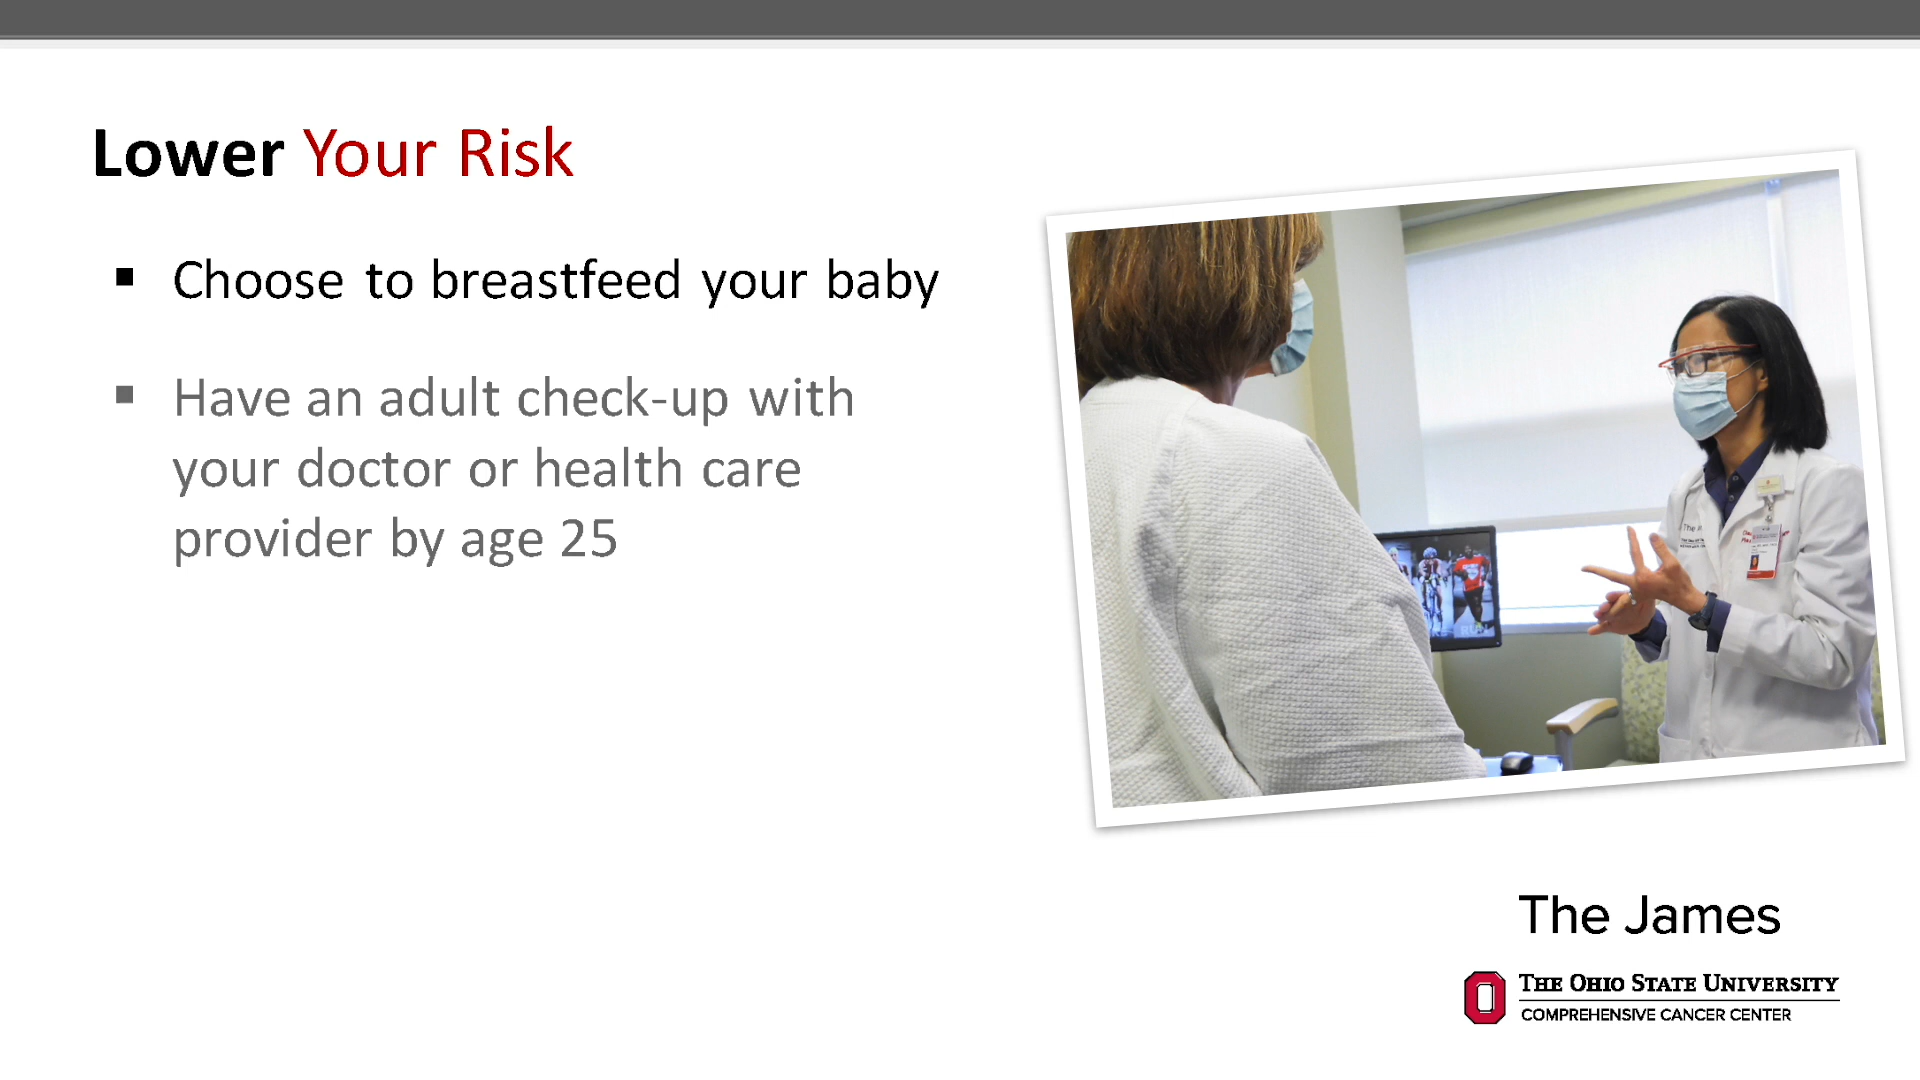 Lower Your Risk
▪ Choose to breastfeed your baby
▪ Have an adult check-up with
your doctor or health care
provider by age 25
RUN
The James
THE OHIO STATE UNIVERSITY
COMPREHENSIVE CANCER CENTER